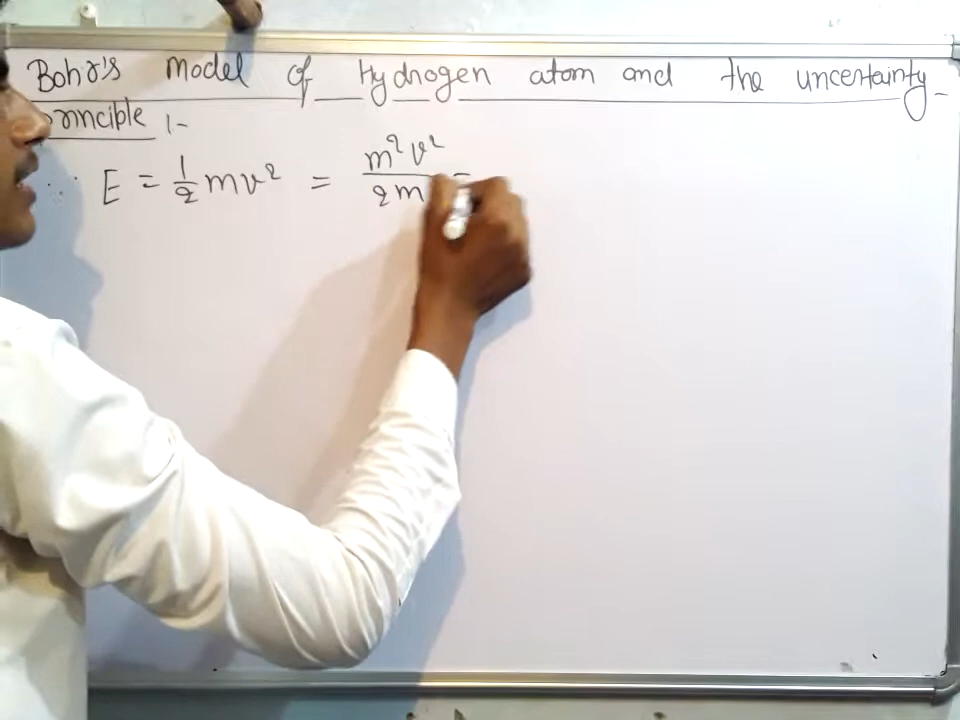 Bohr's model of Hydrogen atom and the uncertainty
principle :-
∵ E = 1/2 mv² = m²v²/2m =